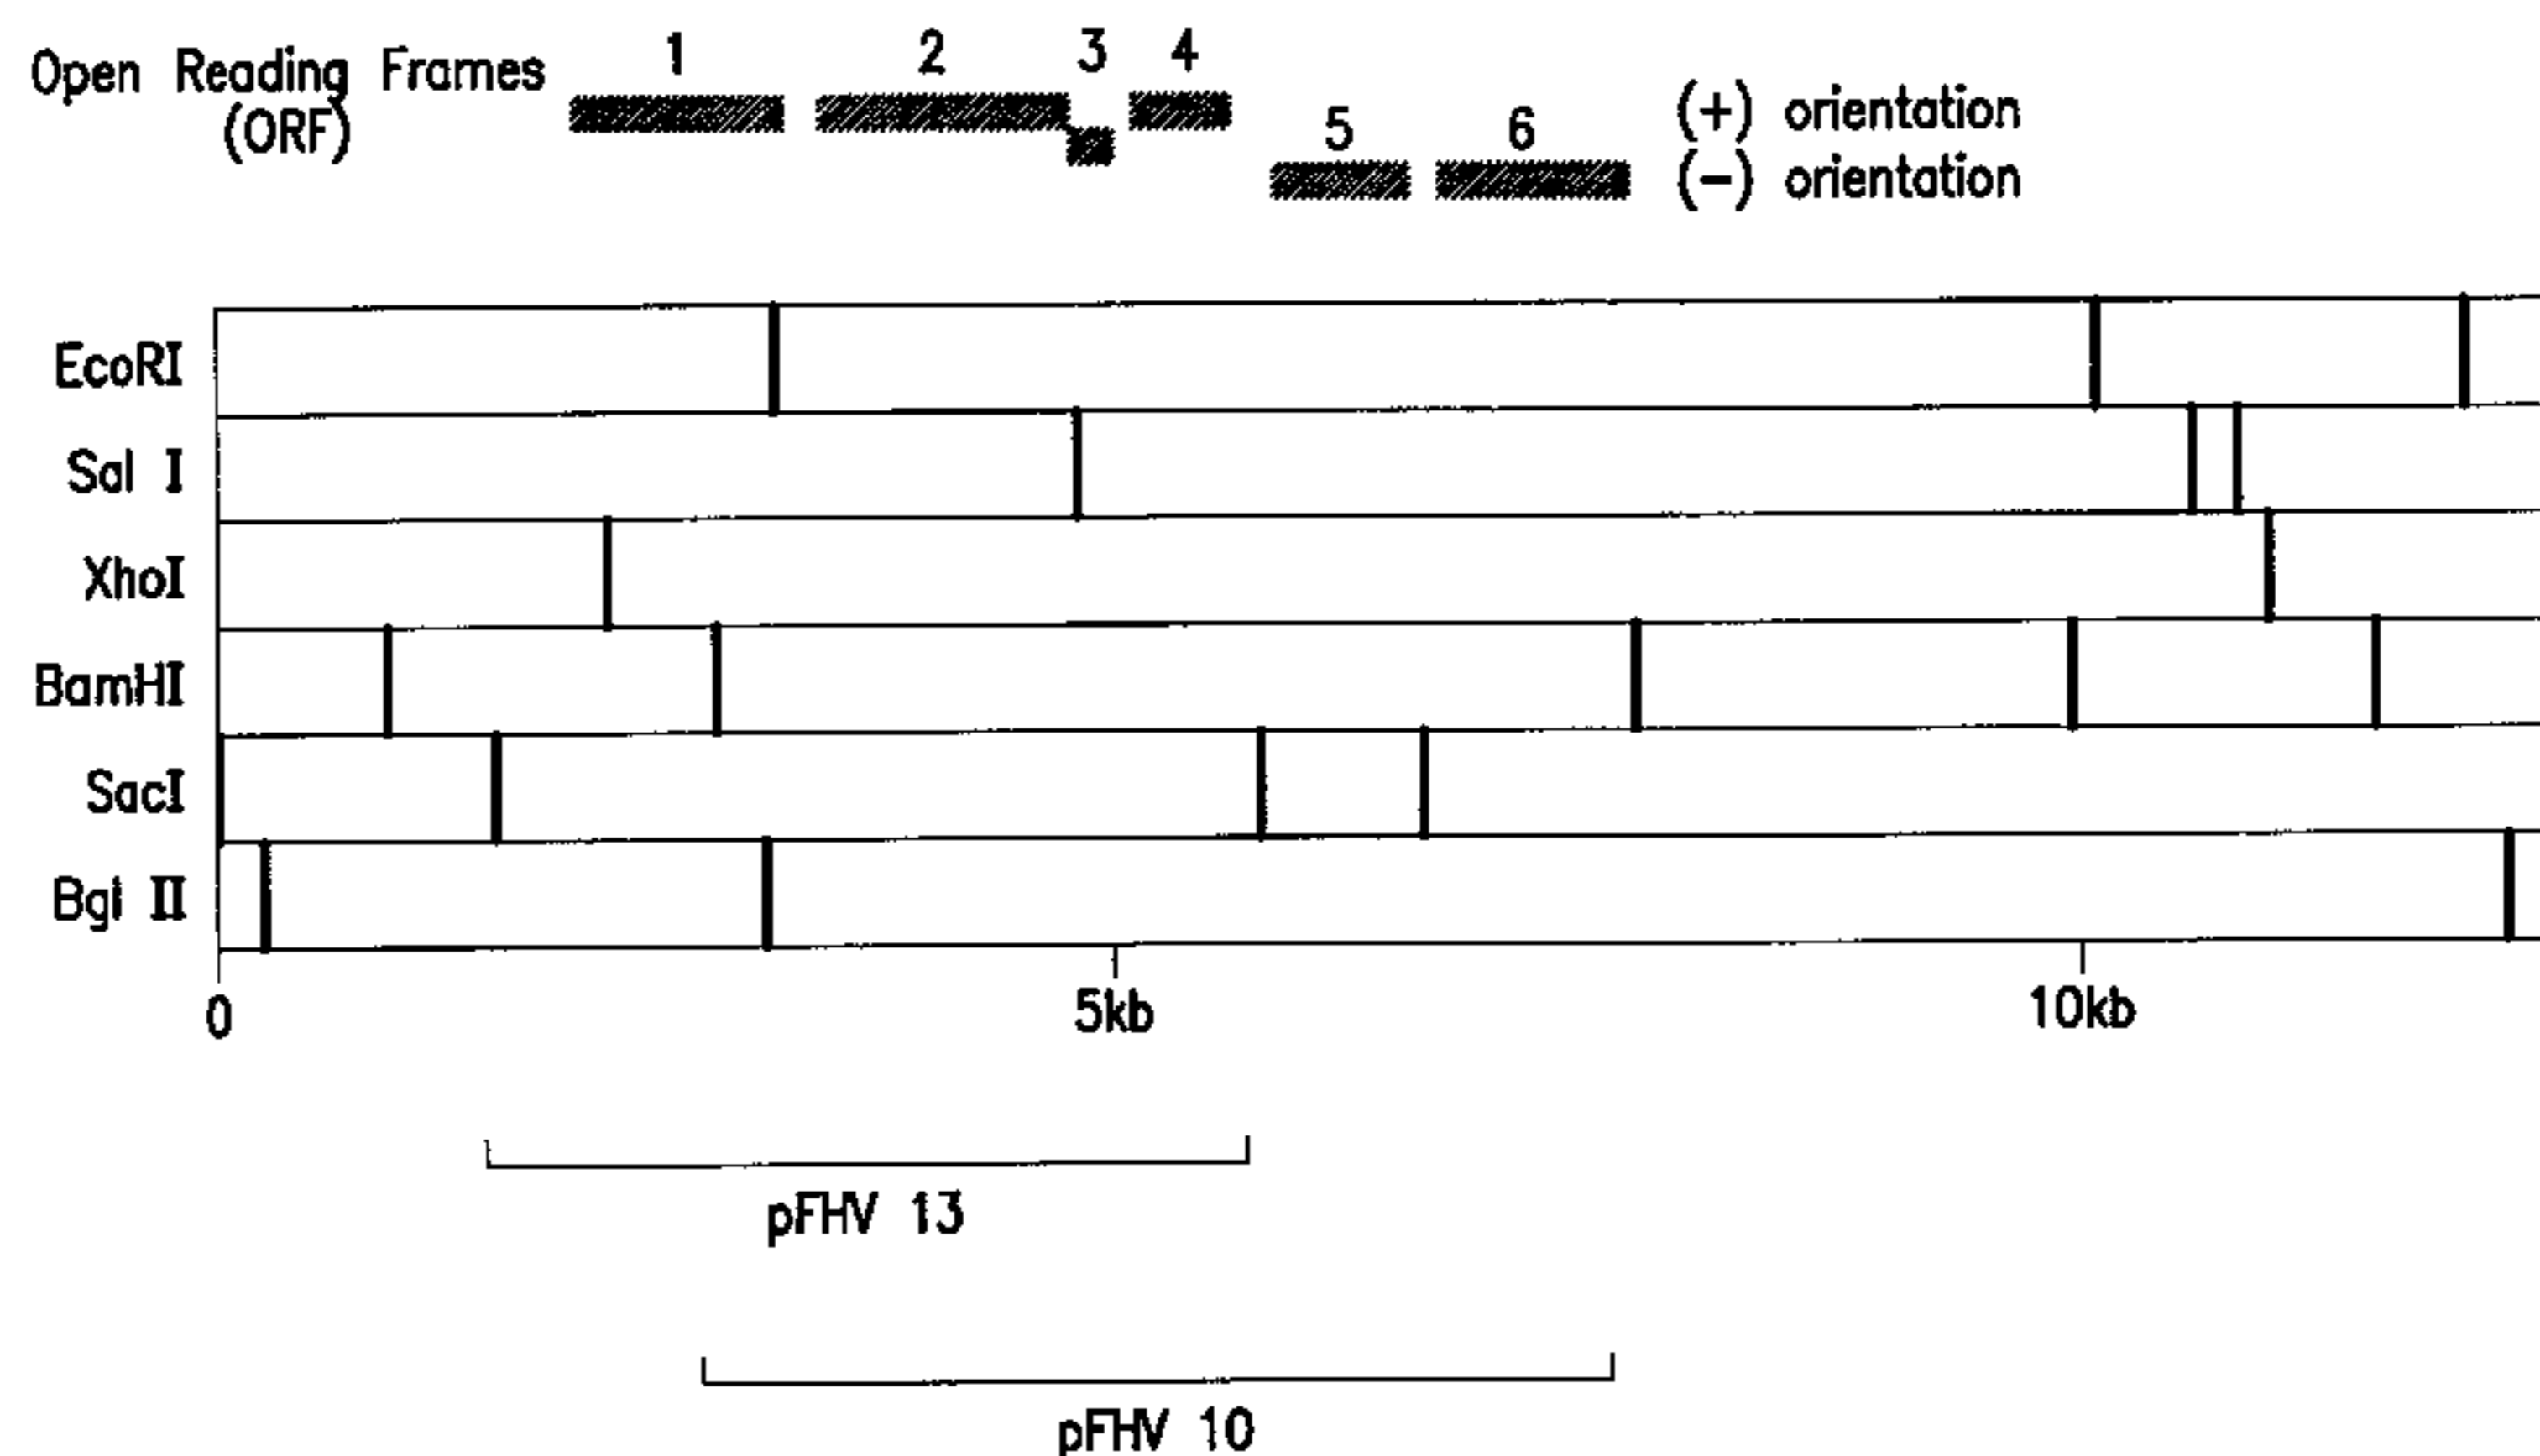 1 2 3 4
Open Reading Frames
(ORF)
5 6
(+) orientation
(−) orientation
EcoRI
Sal I
XhoI
BamHI
SacI
Bgl II
0 5kb 10kb
pFHV 13
pFHV 10